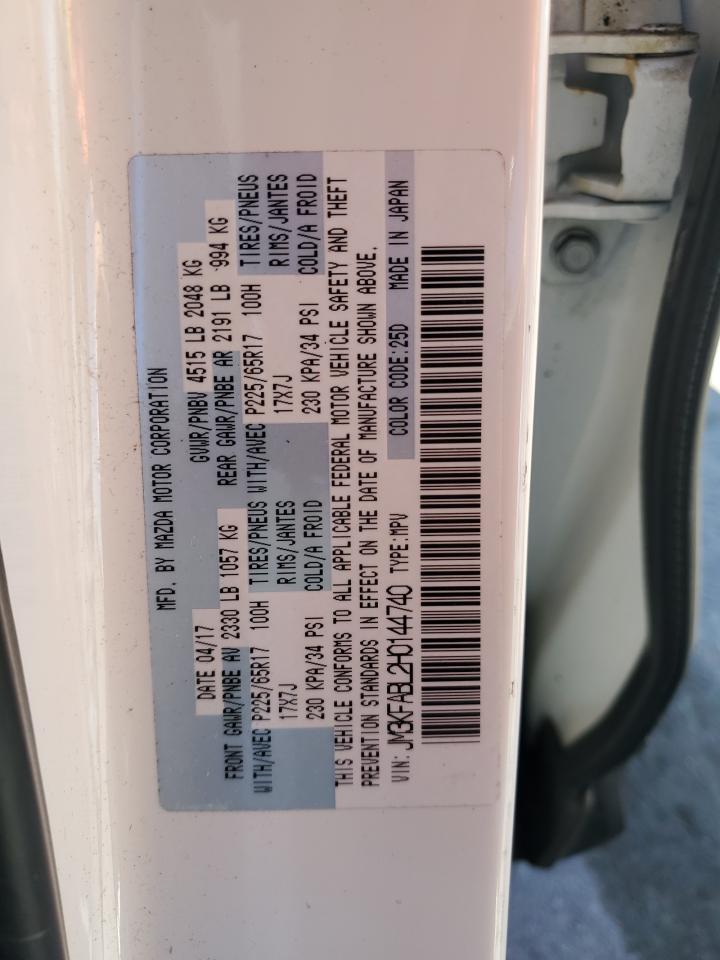 MFD. BY MAZDA MOTOR CORPORATION
DATE 04/17 GVWR/PNBV 4515 LB 2048 KG
FRONT GAWR/PNBE AV 2330 LB 1057 KG REAR GAWR/PNBE AR 2191 LB 994 KG
WITH/AVEC P225/65R17 100H TIRES/PNEUS WITH/AVEC P225/65R17 100H TIRES/PNEUS
17X7J RIMS/JANTES 17X7J RIMS/JANTES
230 KPA/34 PSI COLD/A FROID 230 KPA/34 PSI COLD/A FROID
THIS VEHICLE CONFORMS TO ALL APPLICABLE FEDERAL MOTOR VEHICLE SAFETY AND THEFT
PREVENTION STANDARDS IN EFFECT ON THE DATE OF MANUFACTURE SHOWN ABOVE.
VIN: JM3KFABL2H0144740 TYPE:MPV COLOR CODE:25D MADE IN JAPAN